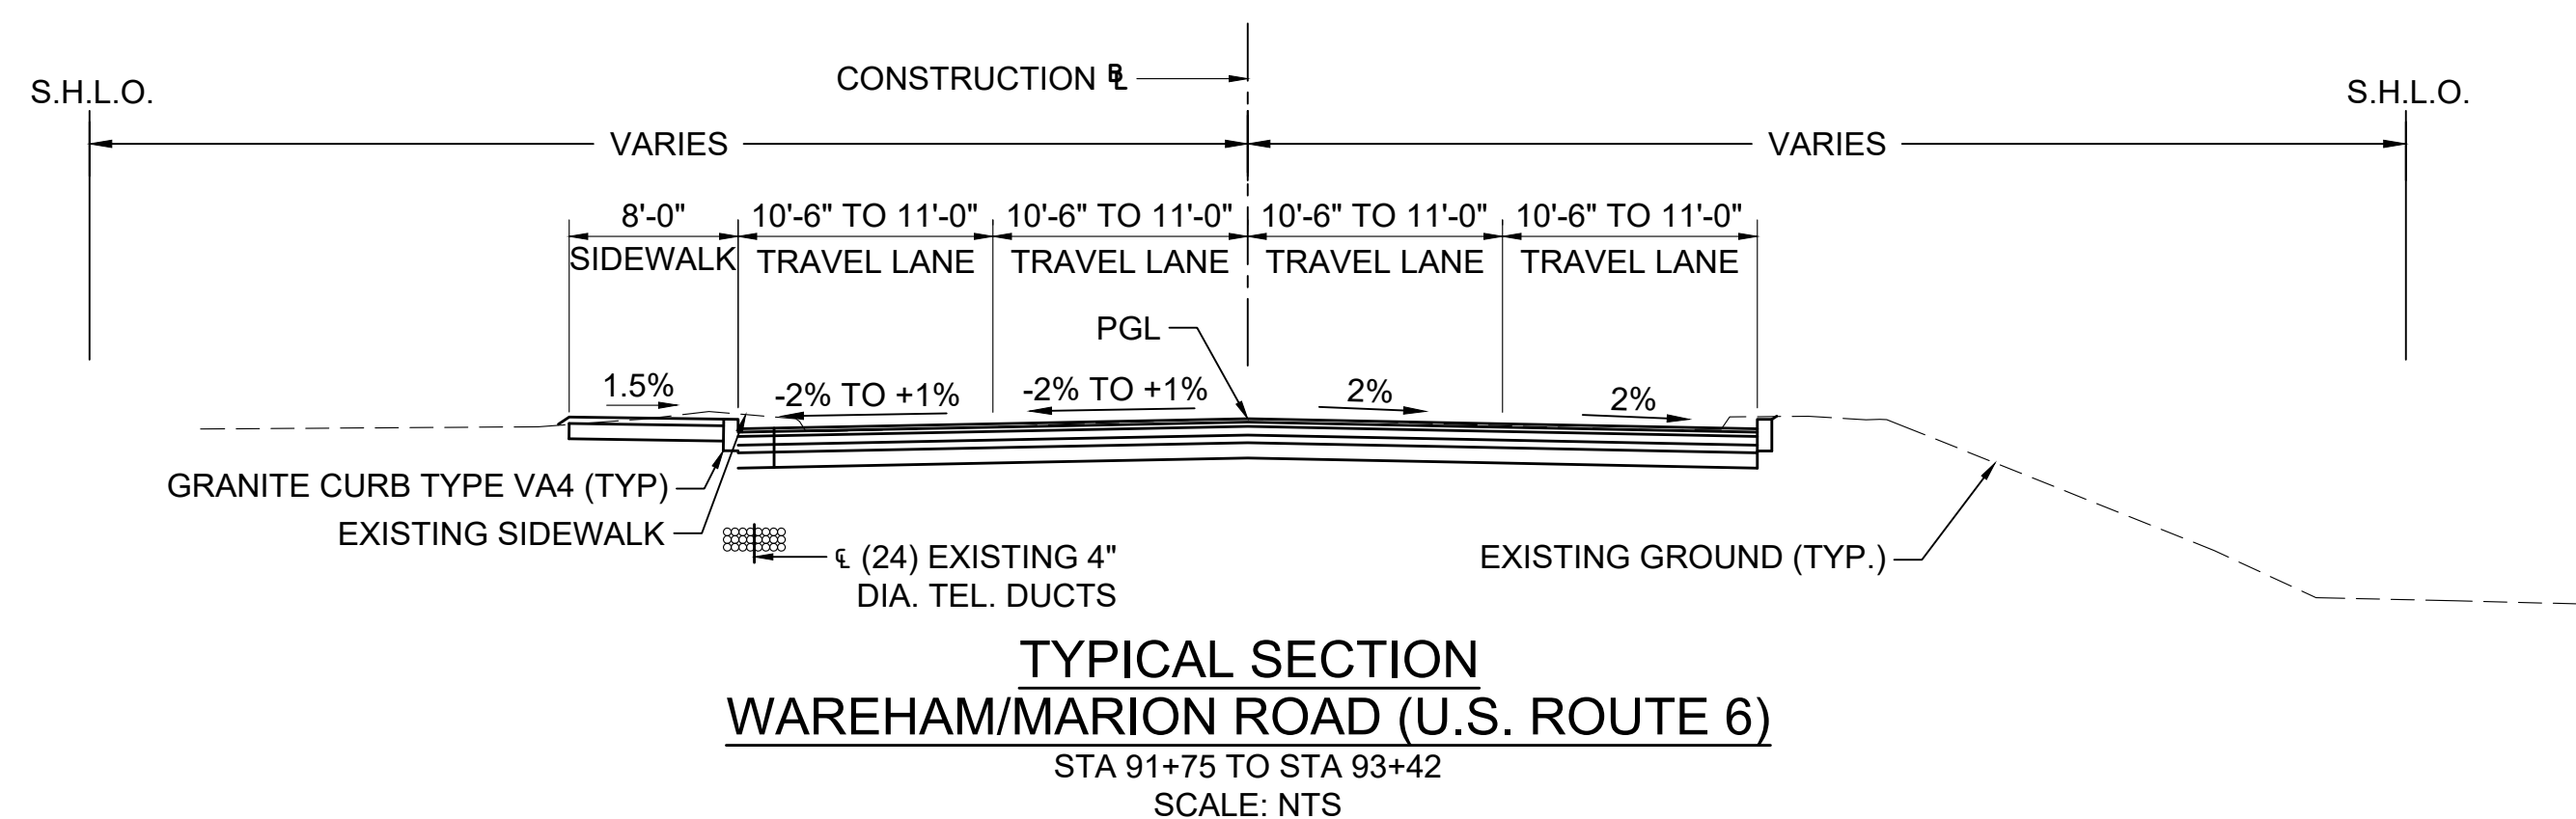 CONSTRUCTION ℄
S.H.L.O.
S.H.L.O.
VARIES
VARIES
8'-0"
10'-6" TO 11'-0"
10'-6" TO 11'-0"
10'-6" TO 11'-0"
10'-6" TO 11'-0"
SIDEWALK
TRAVEL LANE
TRAVEL LANE
TRAVEL LANE
TRAVEL LANE
PGL
1.5%
-2% TO +1%
-2% TO +1%
2%
2%
GRANITE CURB TYPE VA4 (TYP)
EXISTING SIDEWALK
℄ (24) EXISTING 4"
DIA. TEL. DUCTS
EXISTING GROUND (TYP.)
TYPICAL SECTION
WAREHAM/MARION ROAD (U.S. ROUTE 6)
STA 91+75 TO STA 93+42
SCALE: NTS